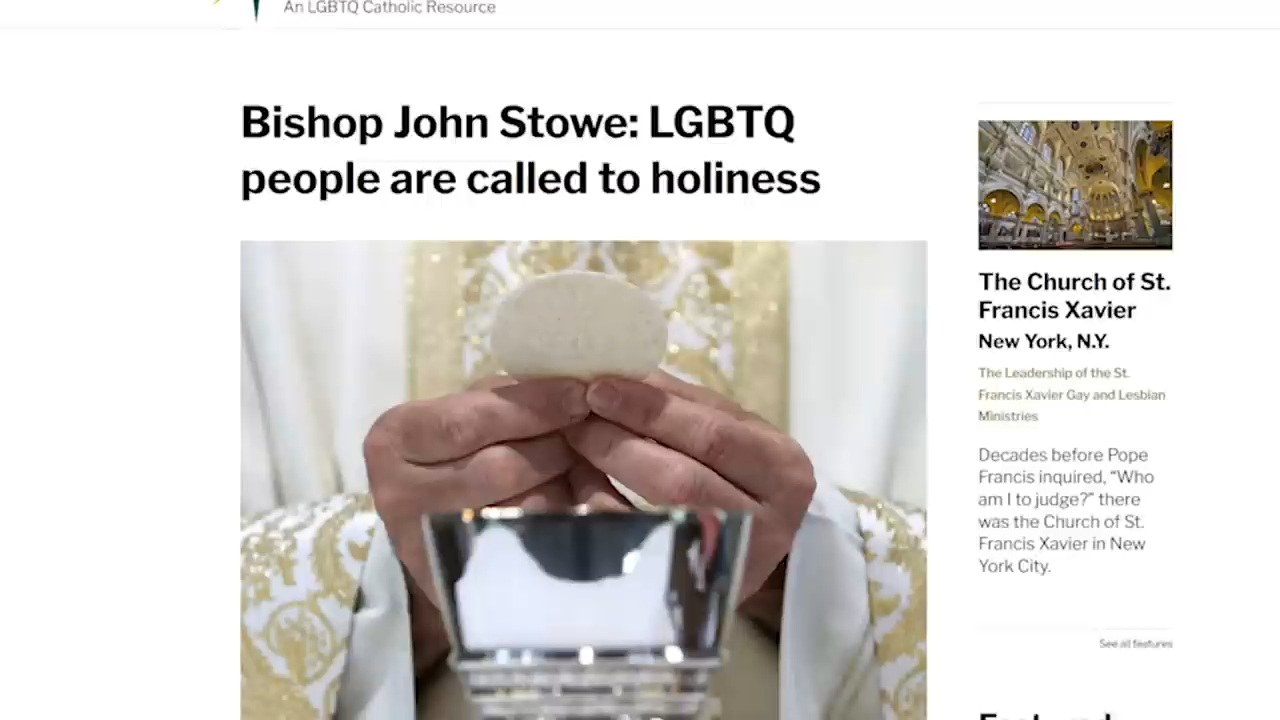 An LGBTQ Catholic Resource
Bishop John Stowe: LGBTQ
people are called to holiness
The Church of St.
Francis Xavier
New York, N.Y.
The Leadership of the St.
Francis Xavier Gay and Lesbian
Ministries
Decades before Pope
Francis inquired, “Who
am I to judge?” there
was the Church of St.
Francis Xavier in New
York City.
See all features